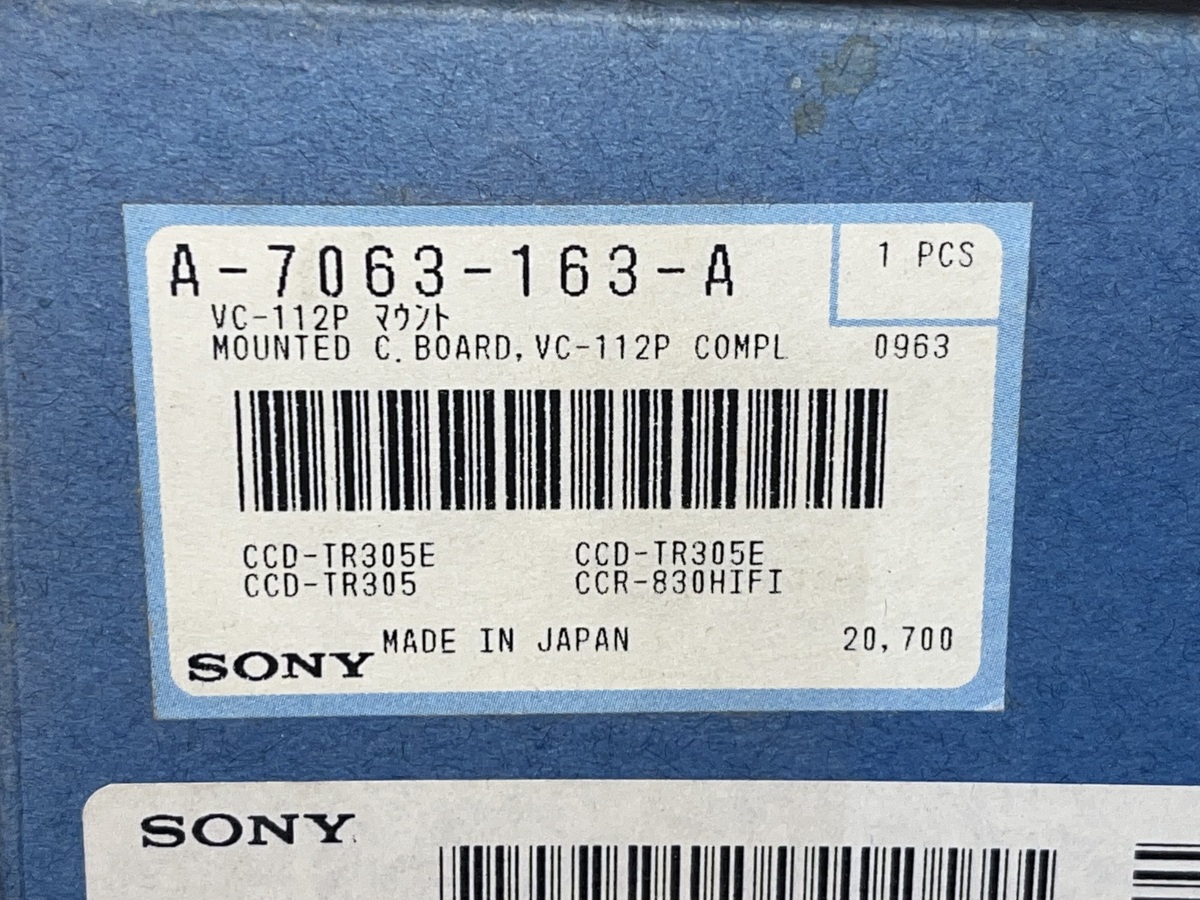 A-7063-163-A
1 PCS
VC-112P マウント
MOUNTED C.BOARD,VC-112P COMPL 0963
CCD-TR305E CCD-TR305E
CCD-TR305 CCR-830HIFI
MADE IN JAPAN 20,700
SONY
SONY